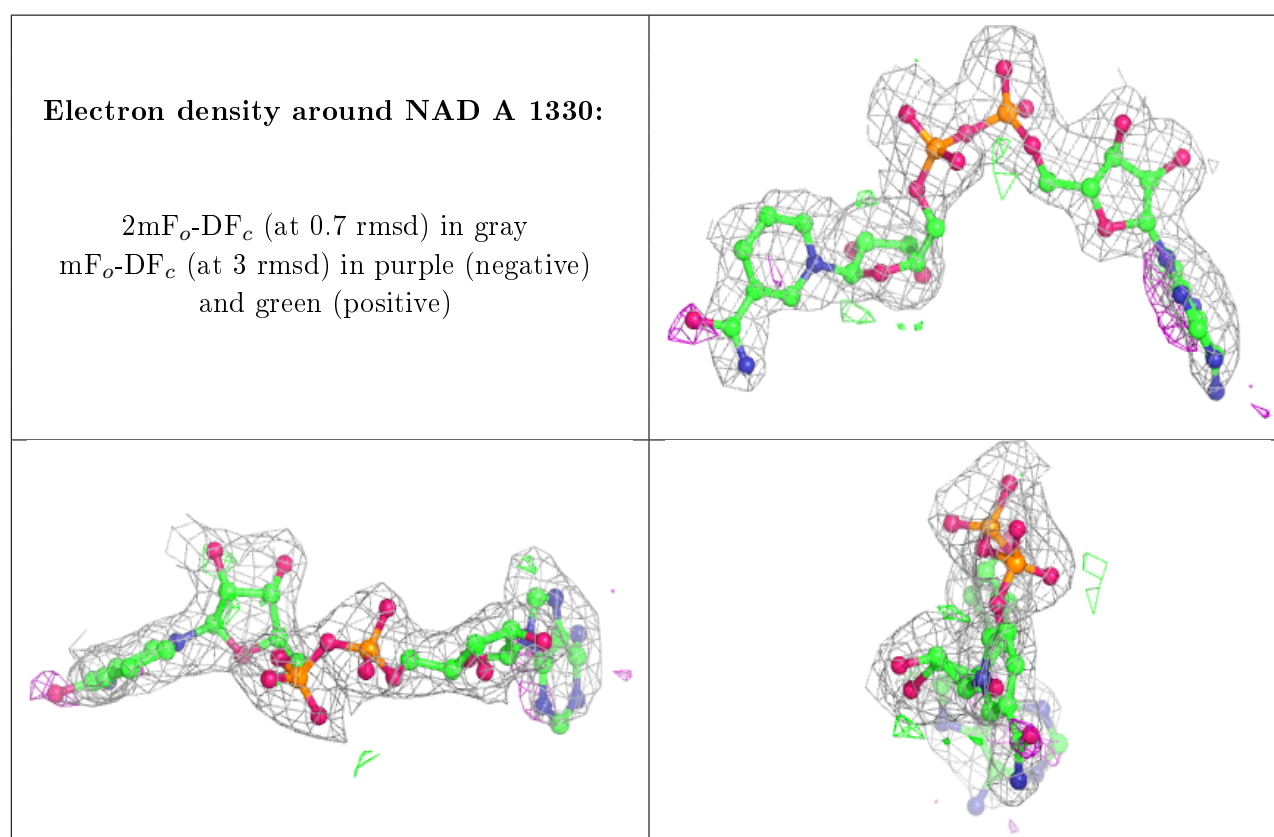 Electron density around NAD A 1330:
2mFₒ-DF𝒸 (at 0.7 rmsd) in gray
mFₒ-DF𝒸 (at 3 rmsd) in purple (negative)
and green (positive)